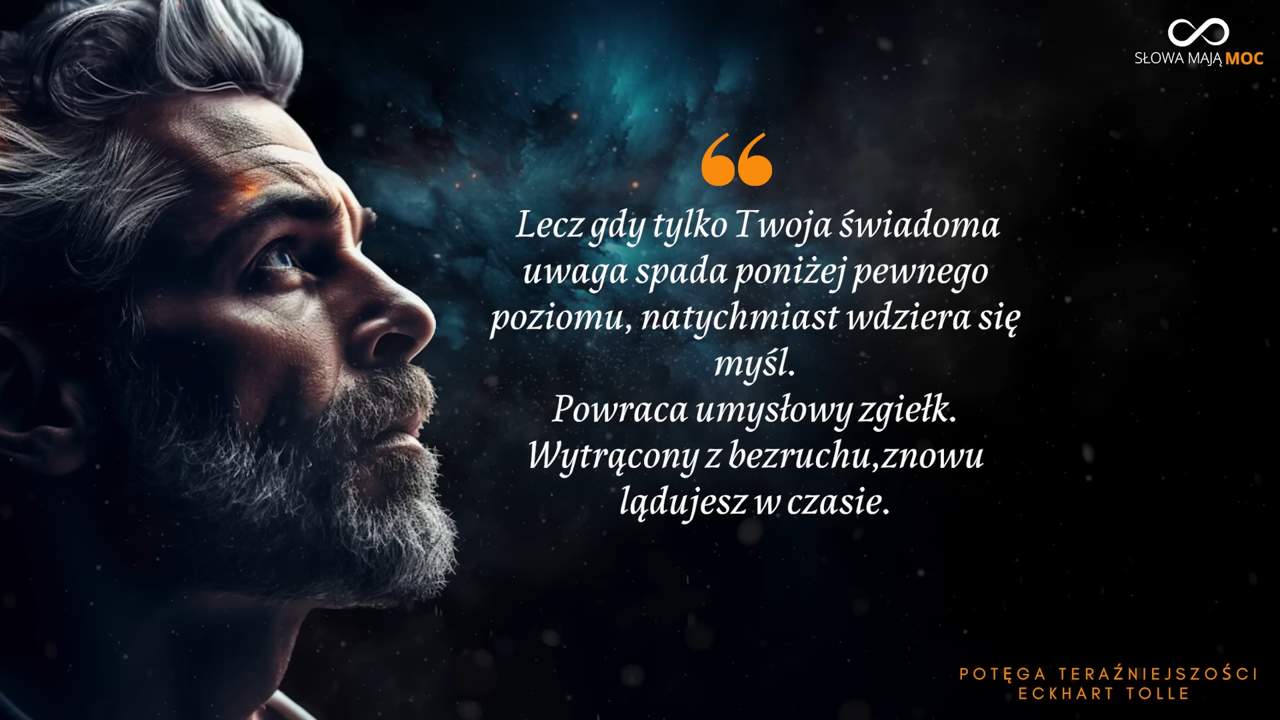 SŁOWA MAJĄ MOC
Lecz gdy tylko Twoja świadoma
uwaga spada poniżej pewnego
poziomu, natychmiast wdziera się
myśl.
Powraca umysłowy zgiełk.
Wytrącony z bezruchu,znowu
lądujesz w czasie.
POTĘGA TERAŹNIEJSZOŚCI
ECKHART TOLLE